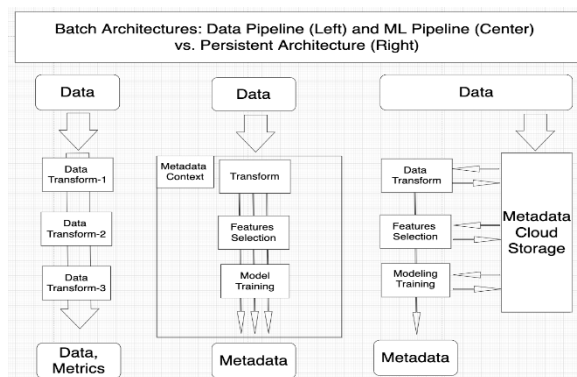 Batch Architectures: Data Pipeline (Left) and ML Pipeline (Center)
vs. Persistent Architecture (Right)
Data
Data
Transform-1
Data
Transform-2
Data
Transform-3
Data,
Metrics
Data
Metadata
Context
Transform
Features
Selection
Model
Training
Metadata
Data
Data
Transform
Features
Selection
Modeling
Training
Metadata
Cloud
Storage
Metadata